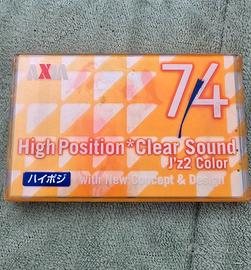 AXIA
74
High Position*Clear Sound
J'z2 Color
ハイポジ
With New Concept & Design